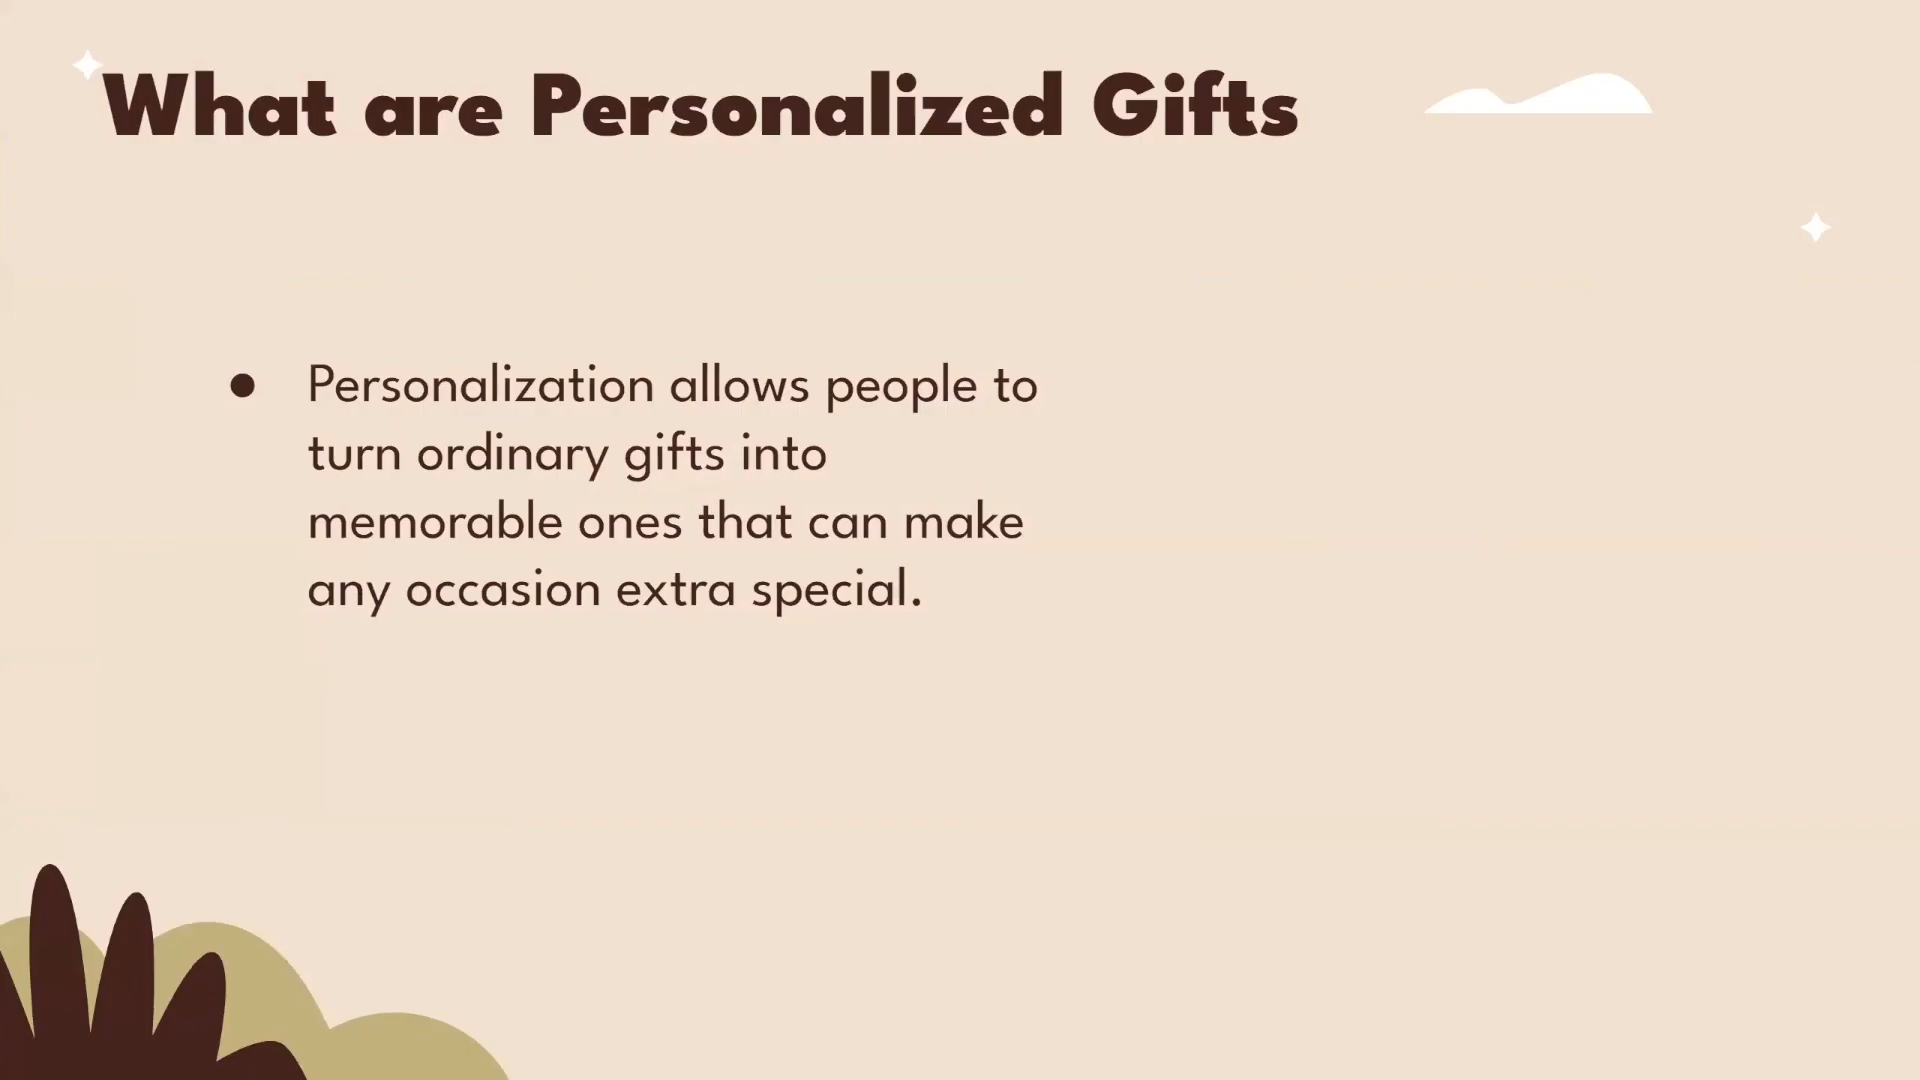 What are Personalized Gifts
● Personalization allows people to
turn ordinary gifts into
memorable ones that can make
any occasion extra special.